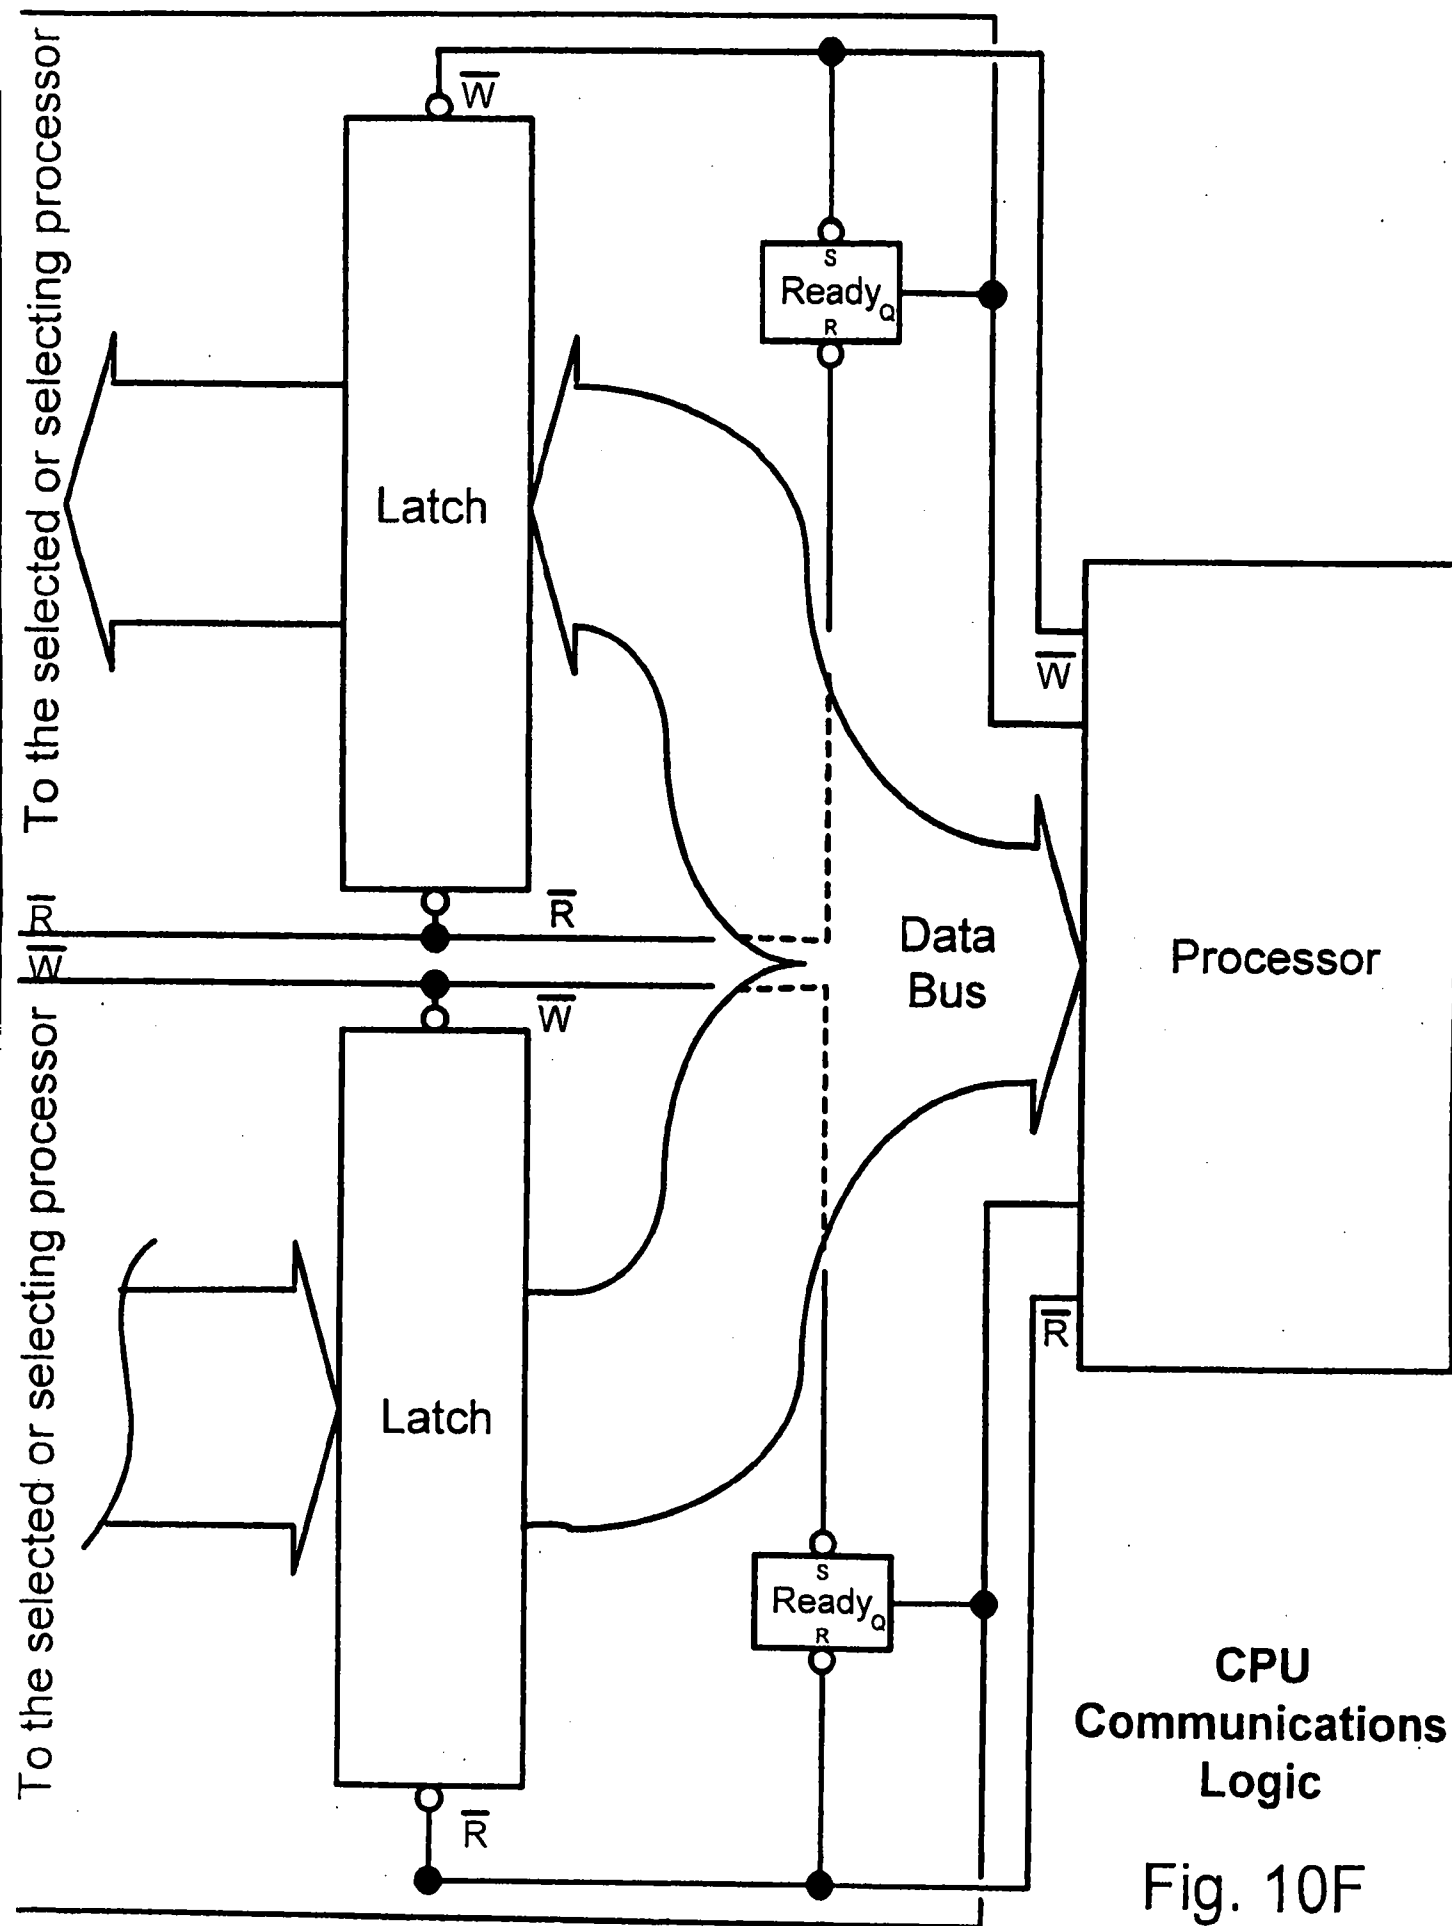 To the selected or selecting processor
W̅
S
Ready
Q
R
Latch
W̅
R̅
R̅
Data
Bus
Processor
W̅
W̅
To the selected or selecting processor
R̅
Latch
S
Ready
Q
R
R̅
CPU
Communications
Logic
Fig. 10F